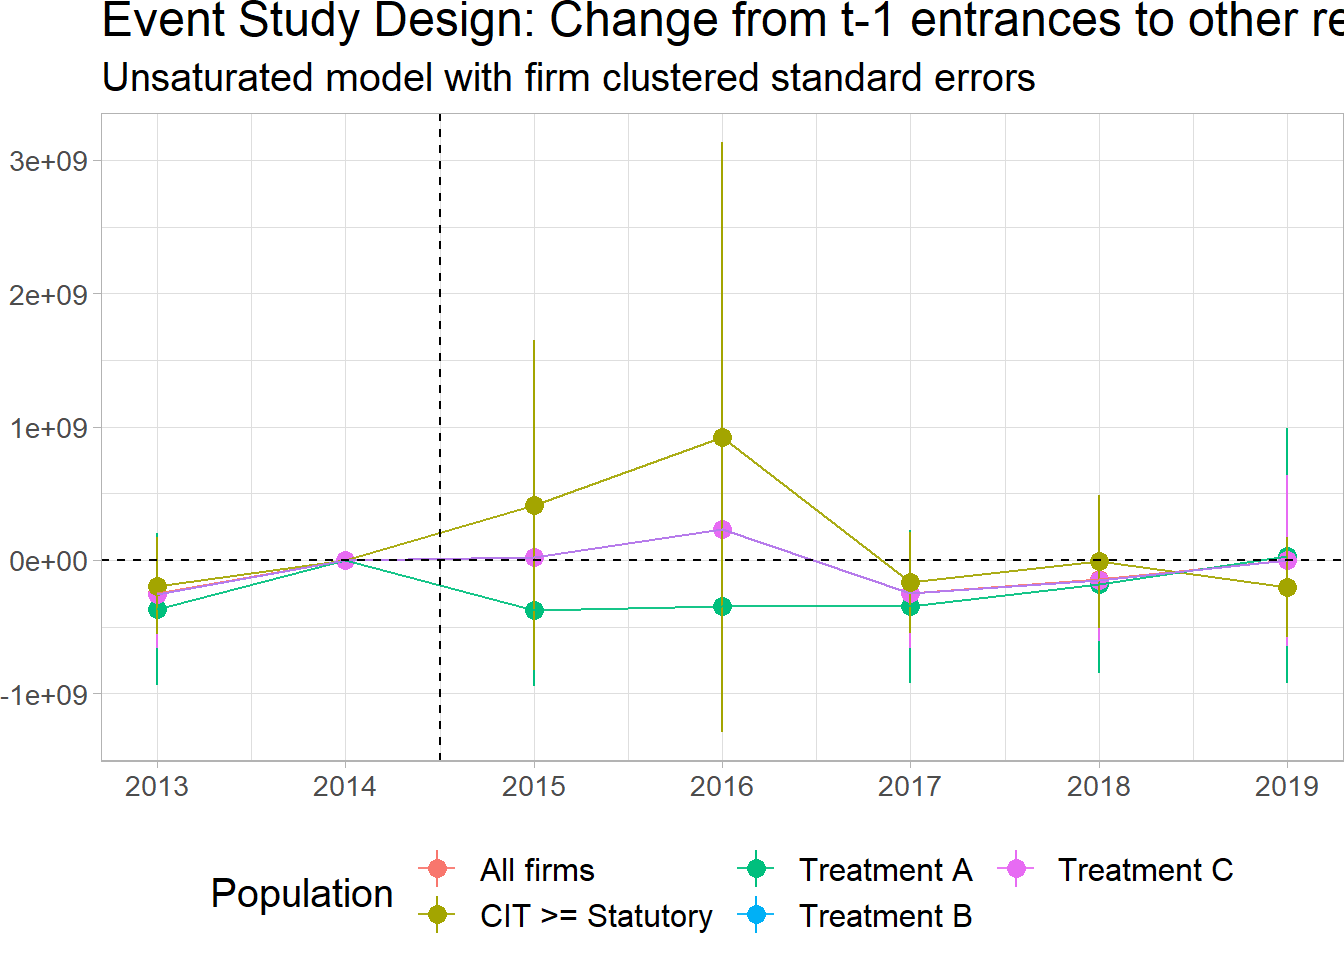 Event Study Design: Change from t-1 entrances to other re
Unsaturated model with firm clustered standard errors
3e+09
2e+09
1e+09
0e+00
-1e+09
2013 2014 2015 2016 2017 2018 2019
Population
All firms Treatment A Treatment C
CIT >= Statutory Treatment B